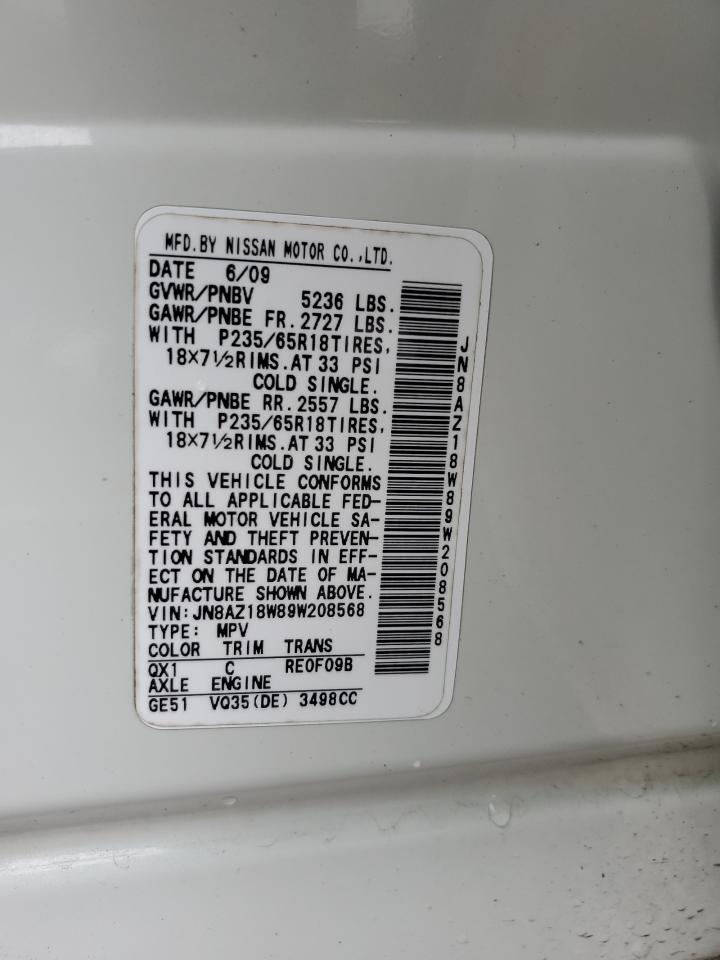 MFD.BY NISSAN MOTOR CO.,LTD.
DATE 6/09
GVWR/PNBV 5236 LBS.
GAWR/PNBE FR.2727 LBS.
WITH P235/65R18TIRES,
18×7½RIMS.AT 33 PSI
COLD SINGLE.
GAWR/PNBE RR.2557 LBS.
WITH P235/65R18TIRES,
18×7½RIMS.AT 33 PSI
COLD SINGLE.
THIS VEHICLE CONFORMS
TO ALL APPLICABLE FED-
ERAL MOTOR VEHICLE SA-
FETY AND THEFT PREVEN-
TION STANDARDS IN EFF-
ECT ON THE DATE OF MA-
NUFACTURE SHOWN ABOVE.
VIN:JN8AZ18W89W208568
TYPE: MPV
COLOR TRIM TRANS
QX1 C RE0F09B
AXLE ENGINE
GE51 VQ35(DE) 3498CC
JN8AZ18W89W208568